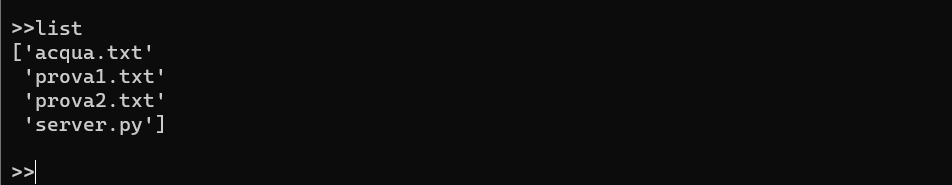 >>list
['acqua.txt'
 'prova1.txt'
 'prova2.txt'
 'server.py']
>>